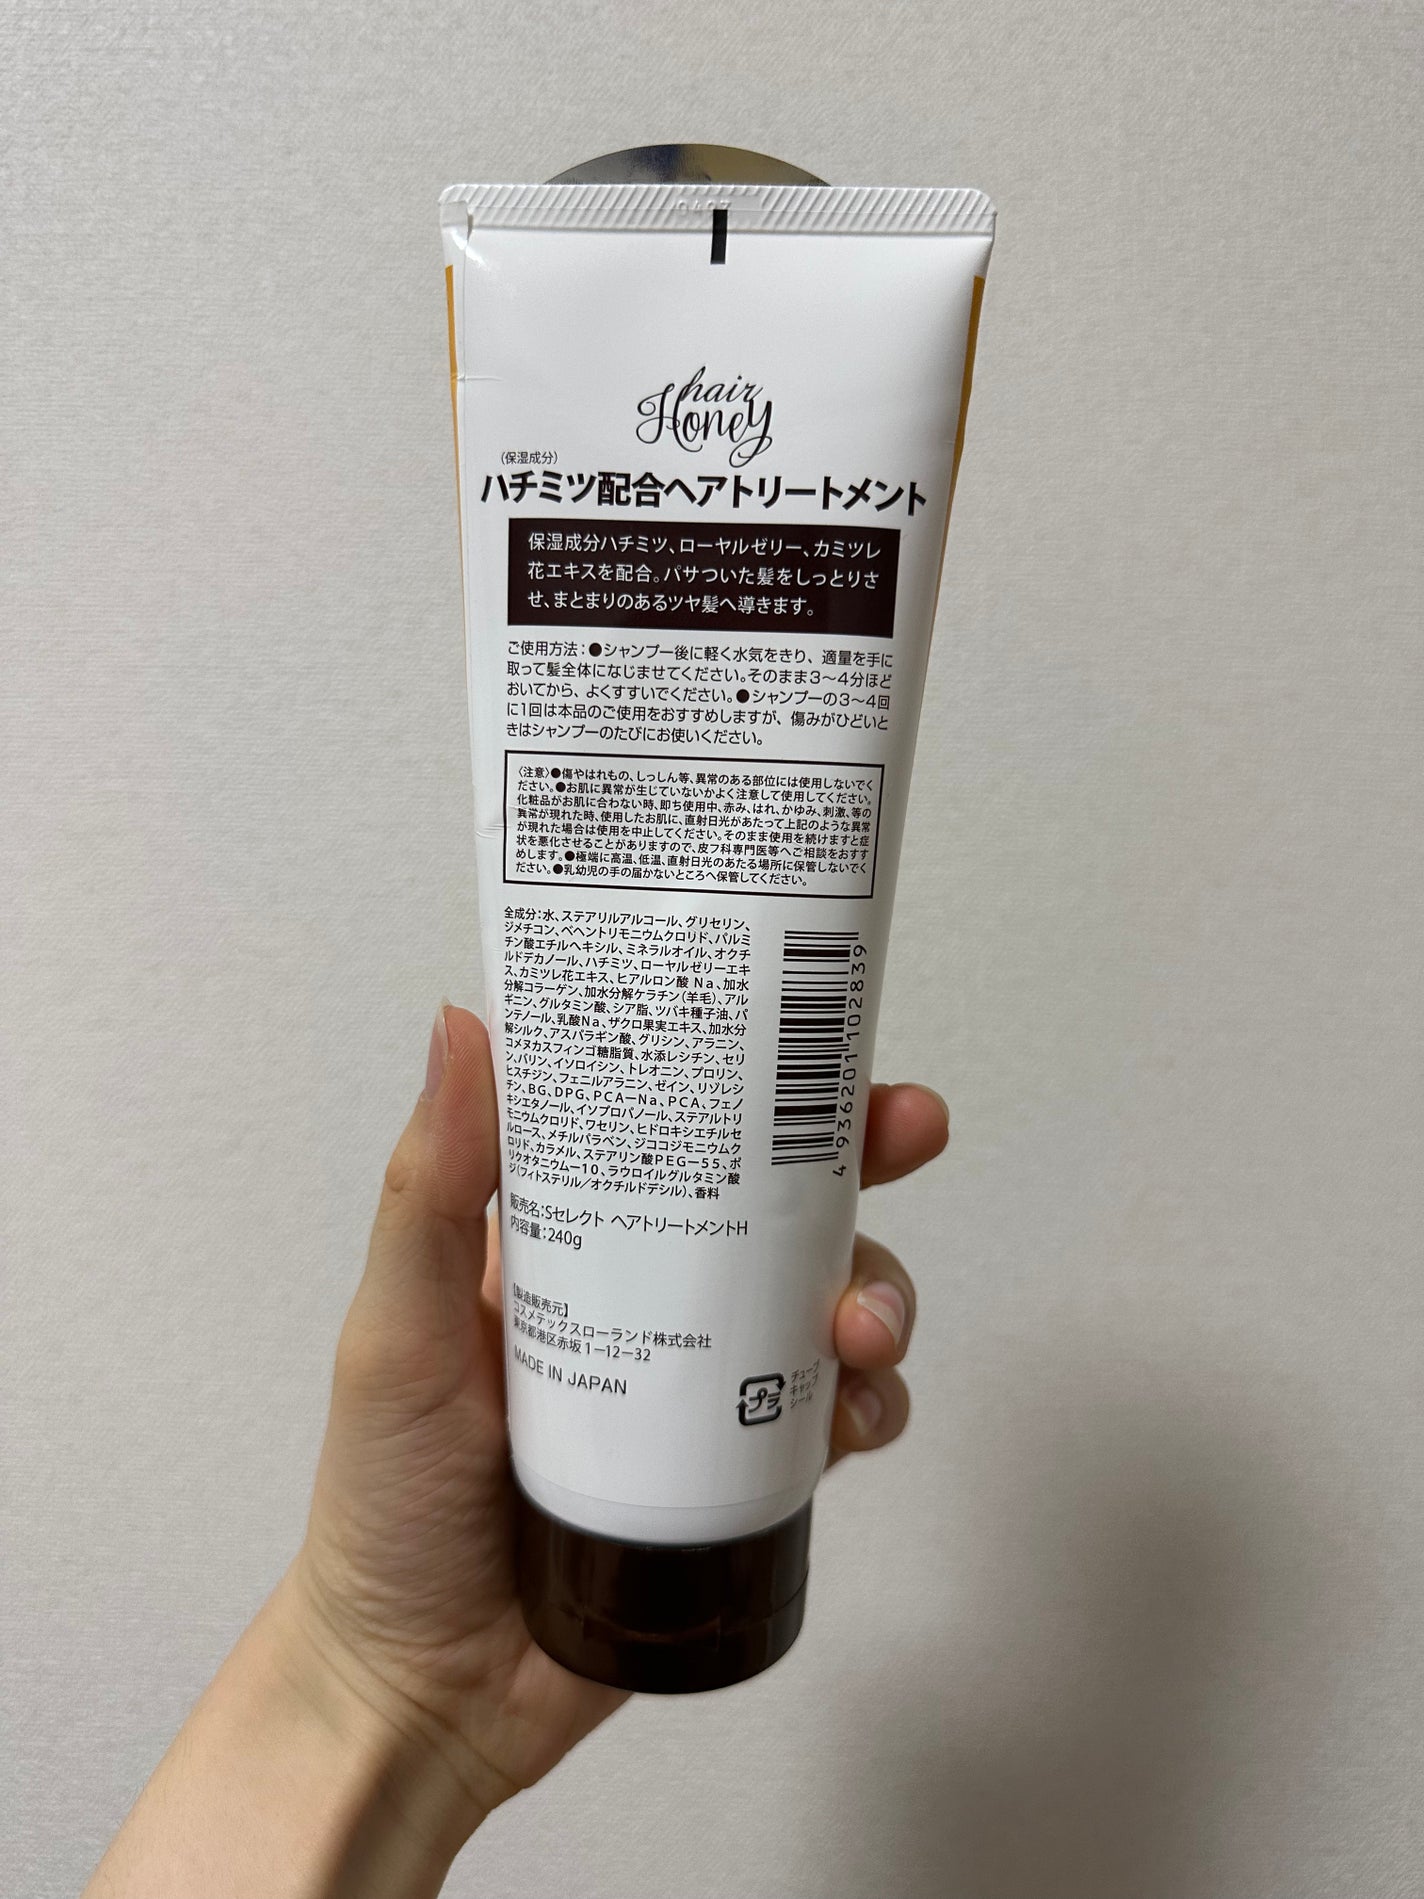 hair
Honey
(保湿成分)
ハチミツ配合ヘアトリートメント
保湿成分ハチミツ、ローヤルゼリー、カミツレ
花エキスを配合。パサついた髪をしっとりさ
せ、まとまりのあるツヤ髪へ導きます。
ご使用方法：●シャンプー後に軽く水気をきり、適量を手に
取って髪全体になじませてください。そのまま3〜4分ほど
おいてから、よくすすいでください。●シャンプーの3〜4回
に1回は本品のご使用をおすすめしますが、傷みがひどいと
きはシャンプーのたびにお使いください。
〈注意〉●傷やはれもの、しっしん等、異常のある部位には使用しないでく
ださい。●お肌に異常が生じていないかよく注意して使用してください。
化粧品がお肌に合わない時、即ち使用中、赤み、はれ、かゆみ、刺激、等の
異常が現れた時、使用したお肌に、直射日光があたって上記のような異常
が現れた場合は使用を中止してください。そのまま使用を続けますと症
状を悪化させることがありますので、皮フ科専門医等へご相談をおすす
めします。●極端に高温、低温、直射日光のあたる場所に保管しないでく
ださい。●乳幼児の手の届かないところへ保管してください。
全成分：水、ステアリルアルコール、グリセリン、
ジメチコン、ベヘントリモニウムクロリド、パルミ
チン酸エチルヘキシル、ミネラルオイル、オクチ
ルドデカノール、ハチミツ、ローヤルゼリーエキ
ス、カミツレ花エキス、ヒアルロン酸Na、加水
分解コラーゲン、加水分解ケラチン(羊毛)、アル
ギニン、グルタミン酸、シア脂、ツバキ種子油、パ
ンテノール、乳酸Na、ザクロ果実エキス、加水分
解シルク、アスパラギン酸、グリシン、アラニン、
コメヌカスフィンゴ糖脂質、水添レシチン、セリ
ン、バリン、イソロイシン、トレオニン、プロリン、
ヒスチジン、フェニルアラニン、ゼイン、リゾレシ
チン、BG、DPG、PCAーNa、PCA、フェノ
キシエタノール、イソプロパノール、ステアルトリ
モニウムクロリド、ワセリン、ヒドロキシエチルセ
ルロース、メチルパラベン、ジココジモニウムク
ロリド、カラメル、ステアリン酸PEG－55、ポ
リクオタニウムー10、ラウロイルグルタミン酸
ジ(フィトステリル／オクチルドデシル)、香料
4 936201 102839
販売名：Sセレクト ヘアトリートメントH
内容量：240g
【製造販売元】
コスメテックスローランド株式会社
東京都港区赤坂1－12－32
MADE IN JAPAN
プラ
チューブ
キャップ
シール